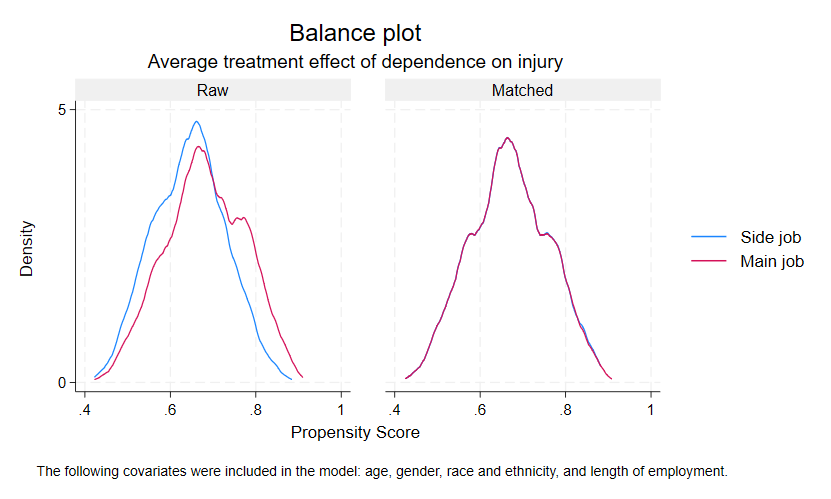 Balance plot
Average treatment effect of dependence on injury
Raw
Matched
5
0
Density
.4 .6 .8 1
.4 .6 .8 1
Propensity Score
Side job
Main job
The following covariates were included in the model: age, gender, race and ethnicity, and length of employment.